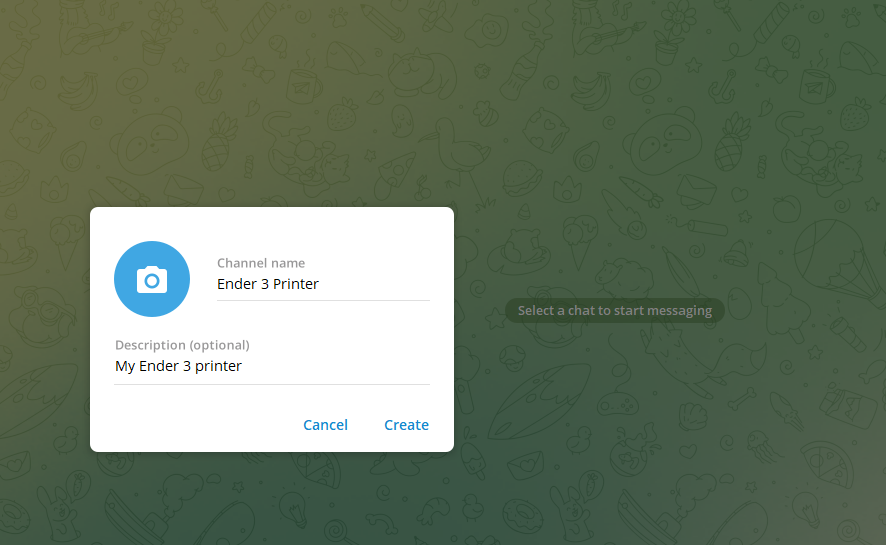 Channel name
Ender 3 Printer
Description (optional)
My Ender 3 printer
Cancel
Create
Select a chat to start messaging